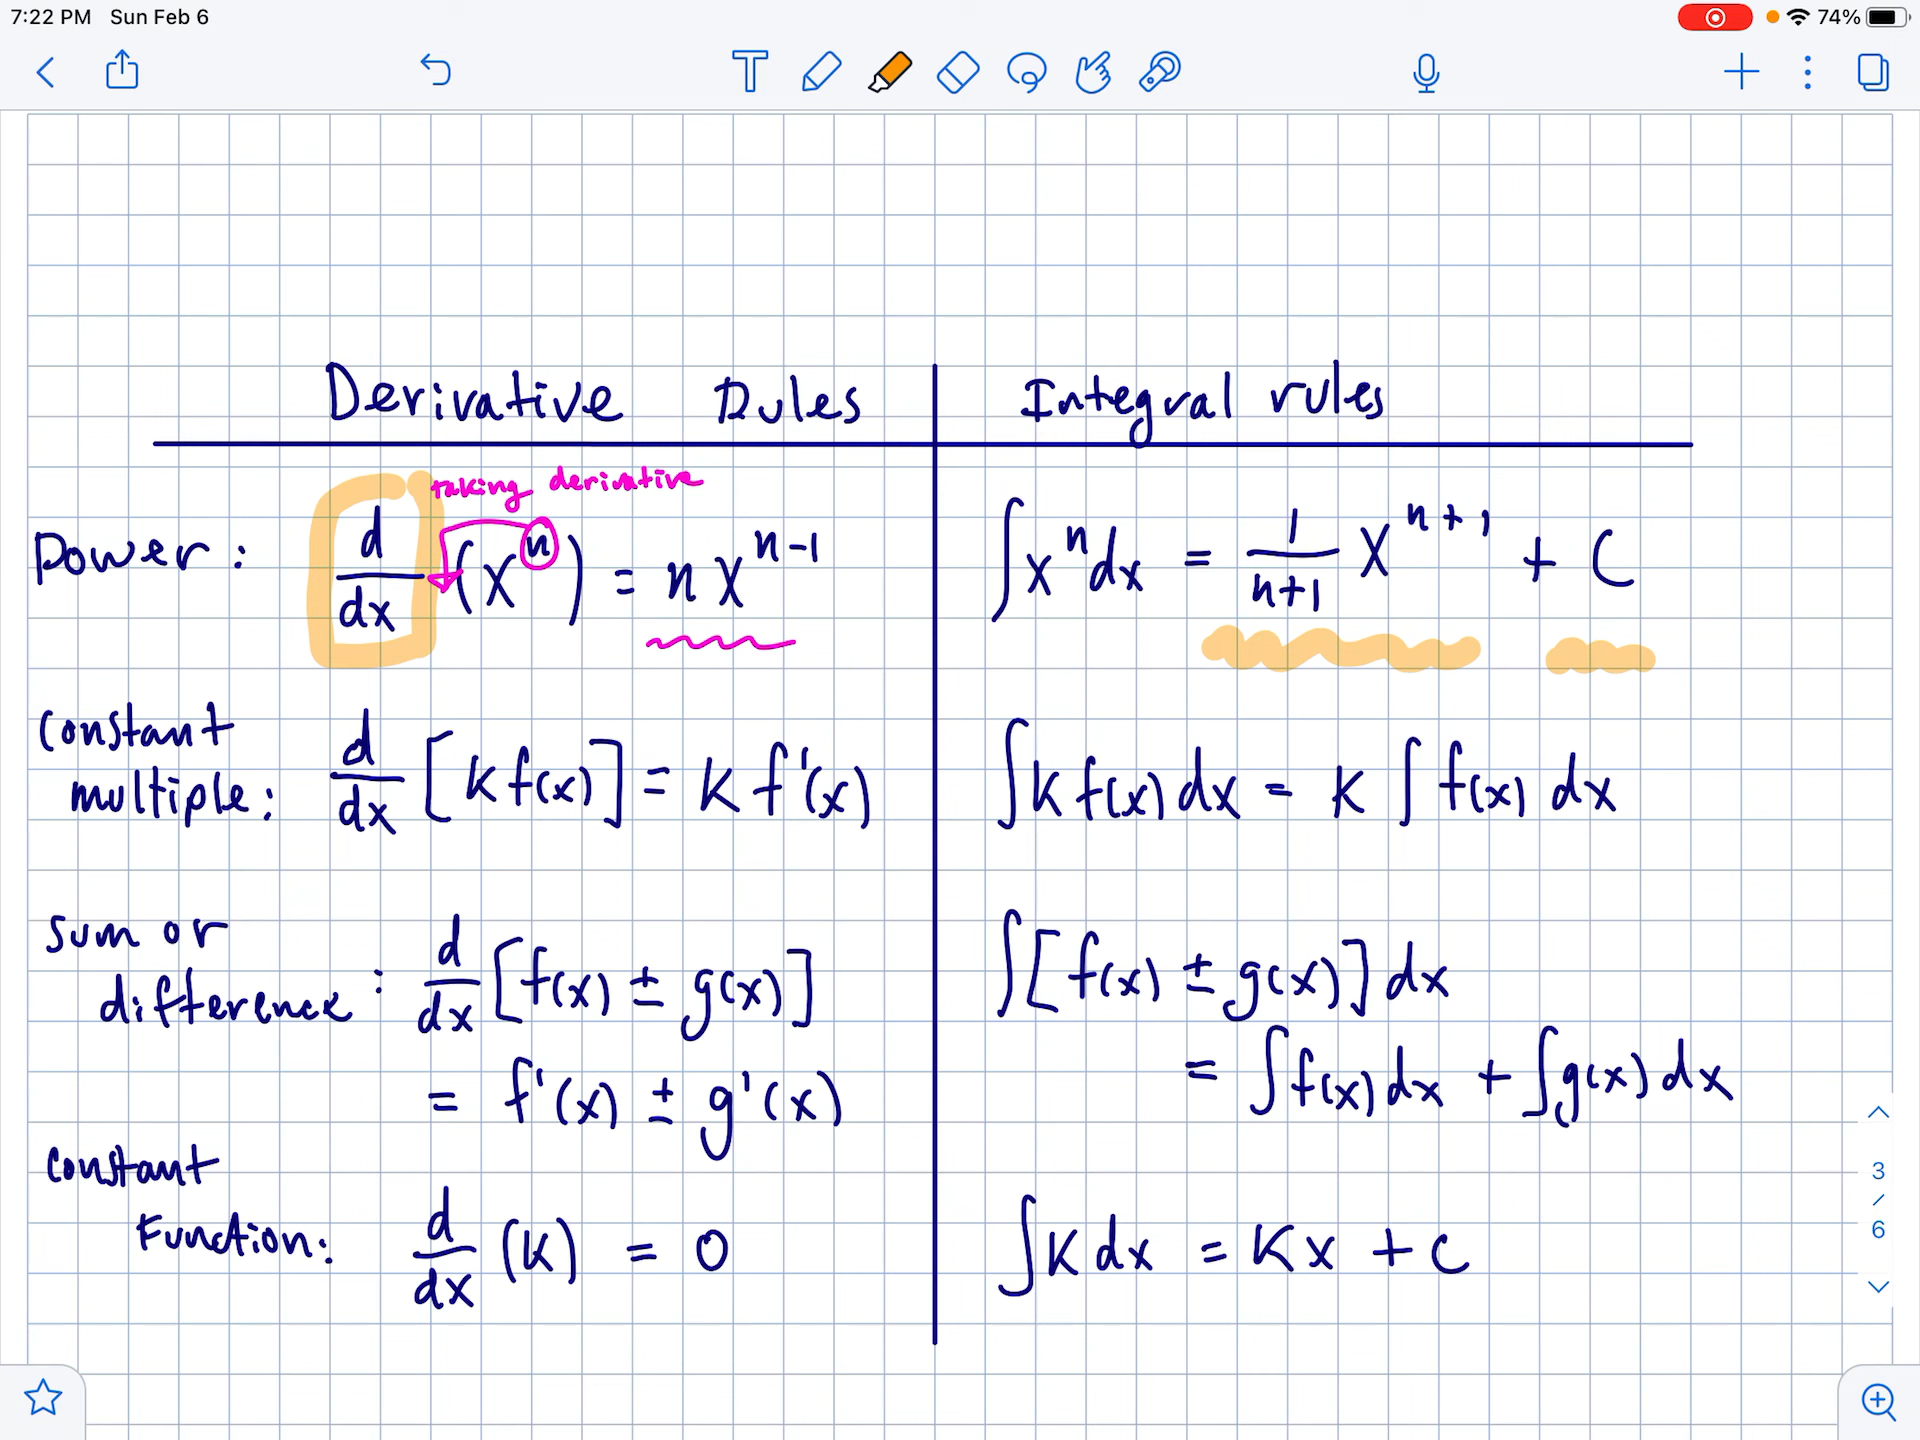 7:22 PM Sun Feb 6
74%
T
Derivative Rules
Integral rules
taking derivative
Power: d/dx (x^n) = n x^{n-1}
∫x^n dx = 1/(n+1) x^{n+1} + C
Constant
multiple: d/dx [K f(x)] = K f'(x)
∫K f(x) dx = K ∫ f(x) dx
Sum or
difference: d/dx [f(x) ± g(x)]
= f'(x) ± g'(x)
∫[f(x) ± g(x)] dx
= ∫f(x) dx + ∫g(x) dx
Constant
Function: d/dx (K) = 0
∫K dx = Kx + C
3
/
6